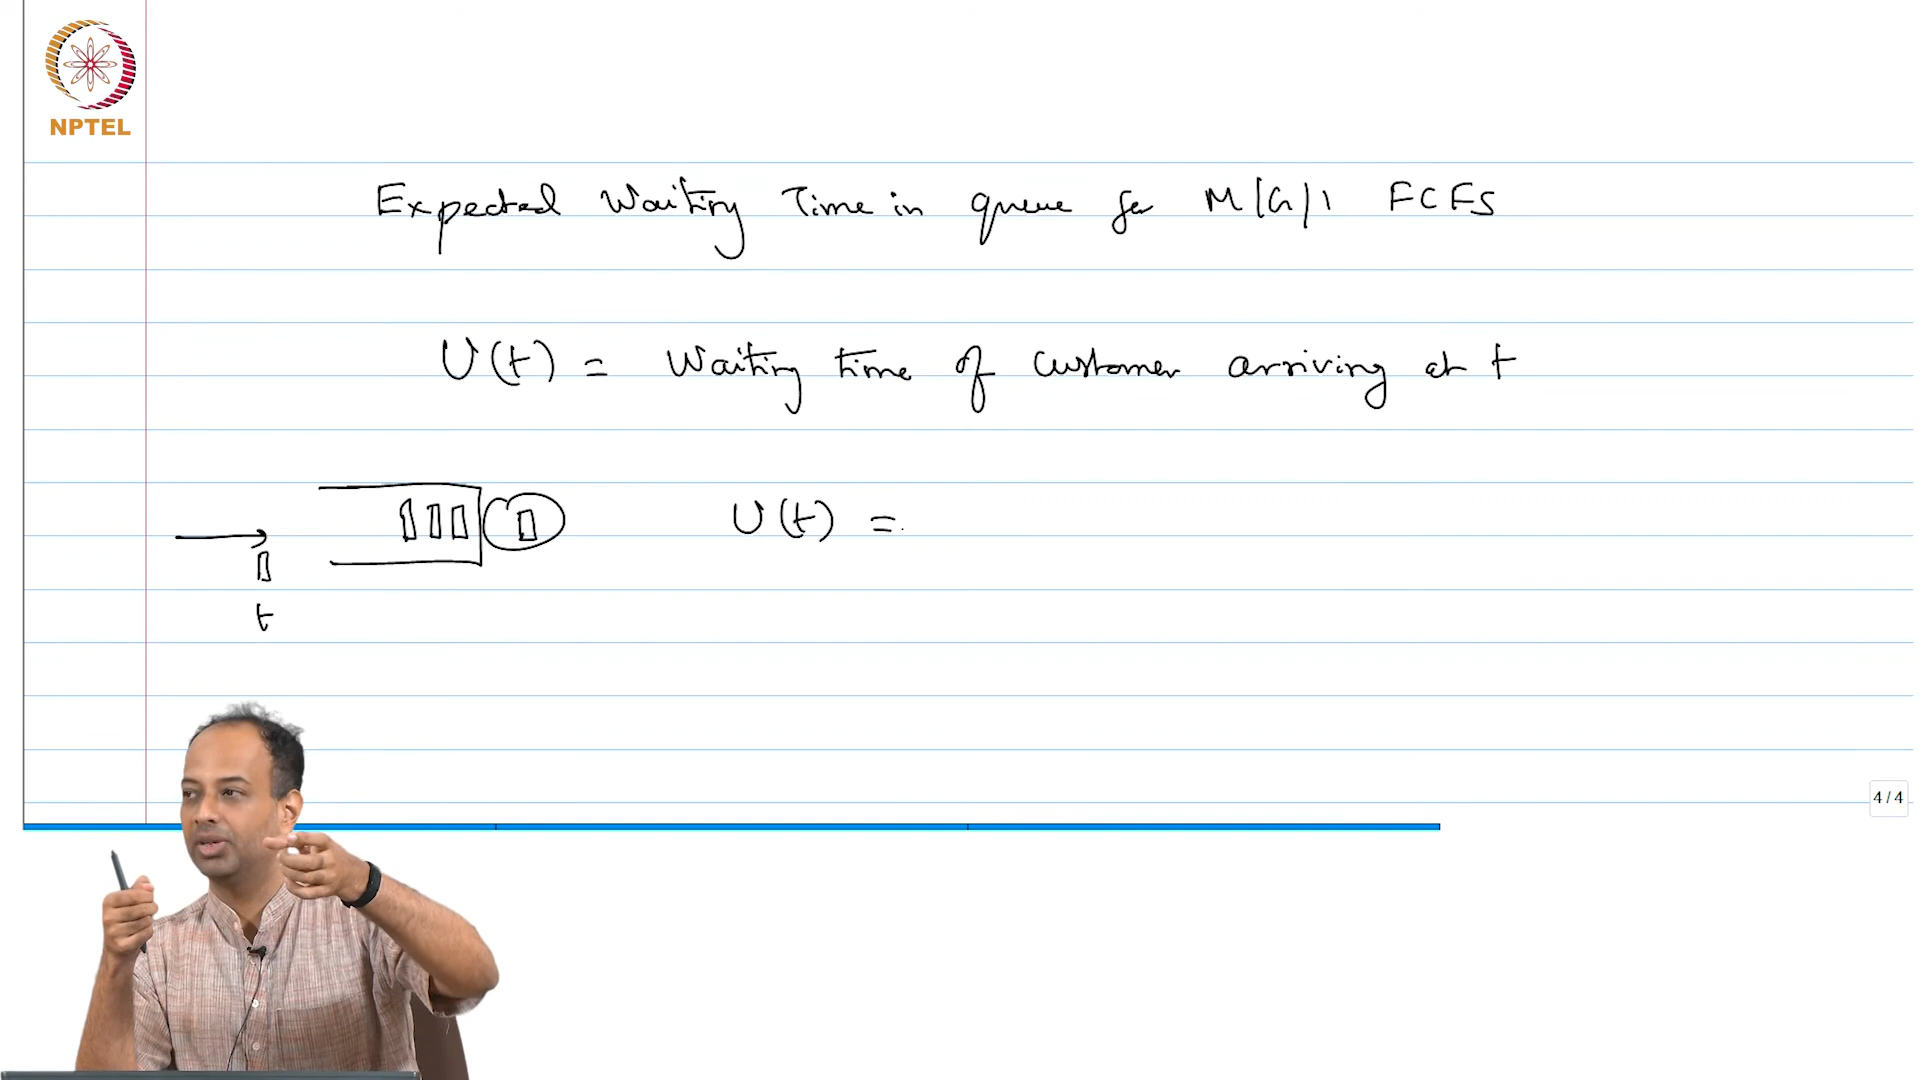 NPTEL
Expected Waiting Time in queue for M/G/1 FCFS
U(t) = Waiting time of customer arriving at t
U(t) =
t
4 / 4